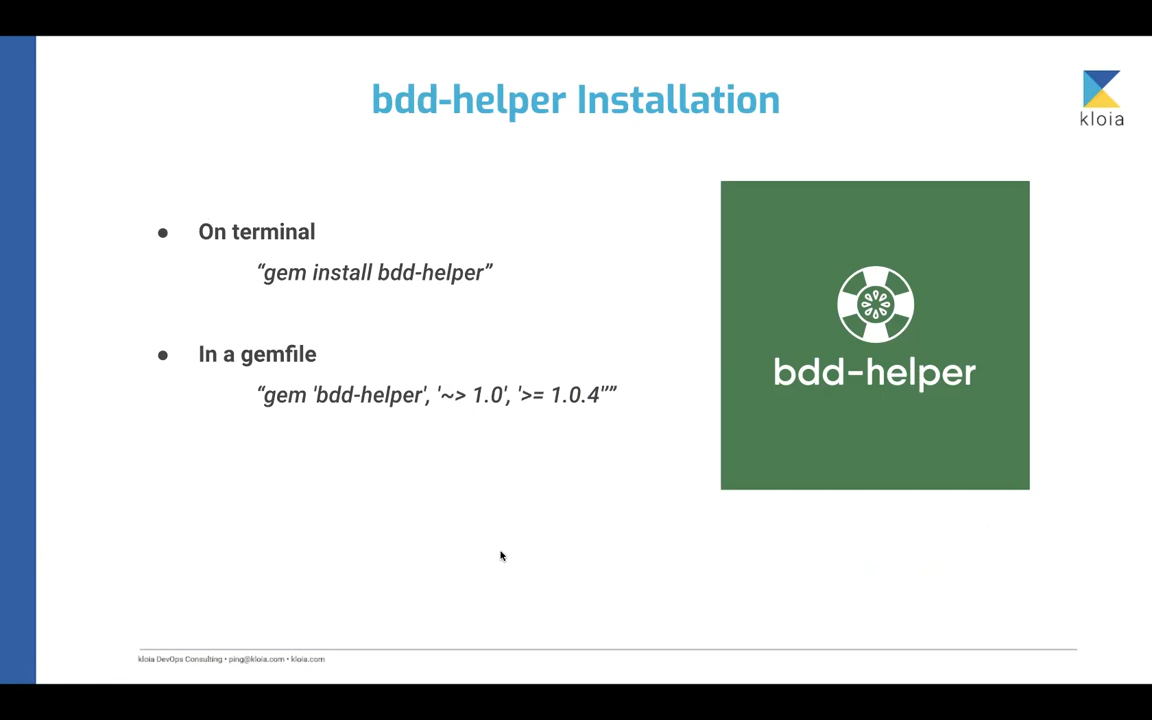 bdd-helper Installation
kloia
● On terminal
“gem install bdd-helper”
● In a gemfile
“gem 'bdd-helper', '~> 1.0', '>= 1.0.4'””
bdd-helper
kloia DevOps Consulting • ping@kloia.com • kloia.com